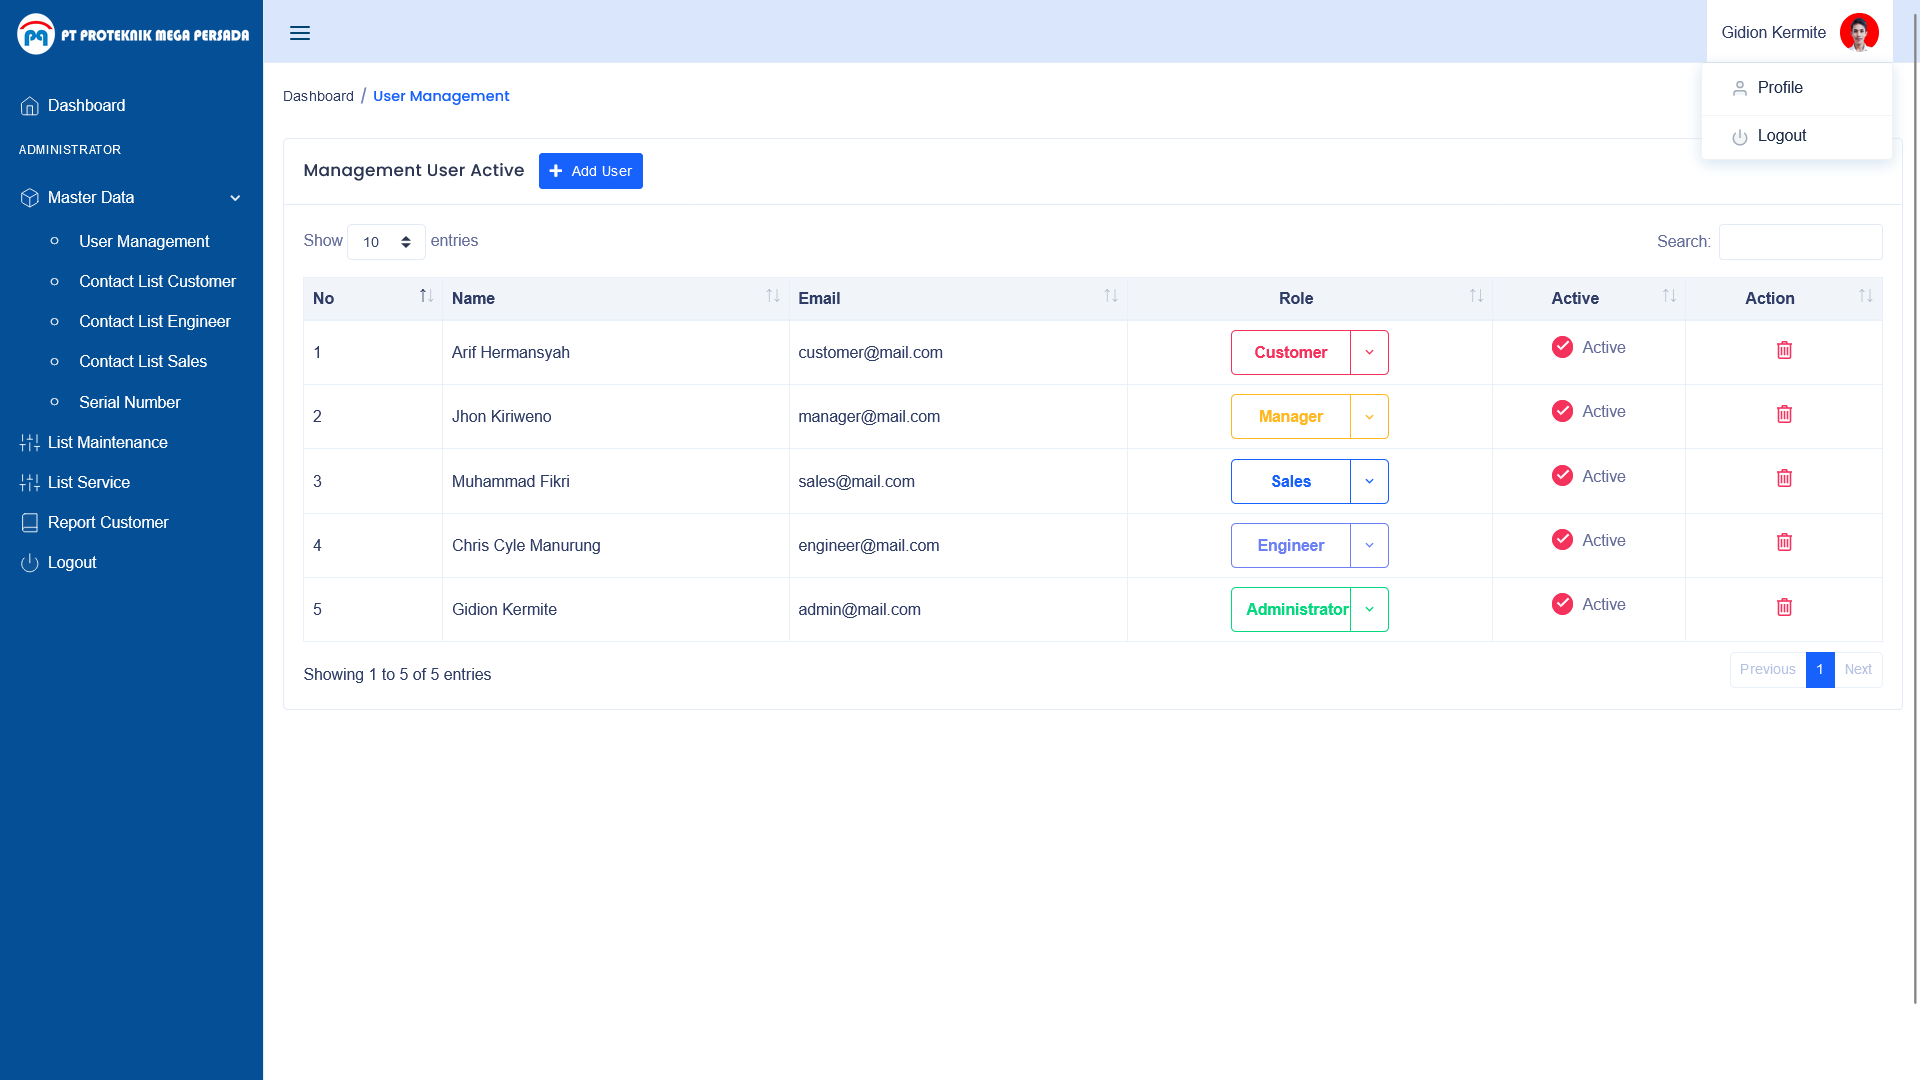 PT PROTEKNIK MEGA PERSADA
Gidion Kermite
Profile
Logout
Dashboard
ADMINISTRATOR
Master Data
User Management
Contact List Customer
Contact List Engineer
Contact List Sales
Serial Number
List Maintenance
List Service
Report Customer
Logout
Dashboard / User Management
Management User Active
Add User
Show 10 entries
Search:
No Name Email Role Active Action
1 Arif Hermansyah customer@mail.com Customer Active
2 Jhon Kiriweno manager@mail.com Manager Active
3 Muhammad Fikri sales@mail.com Sales Active
4 Chris Cyle Manurung engineer@mail.com Engineer Active
5 Gidion Kermite admin@mail.com Administrator Active
Showing 1 to 5 of 5 entries
Previous 1 Next